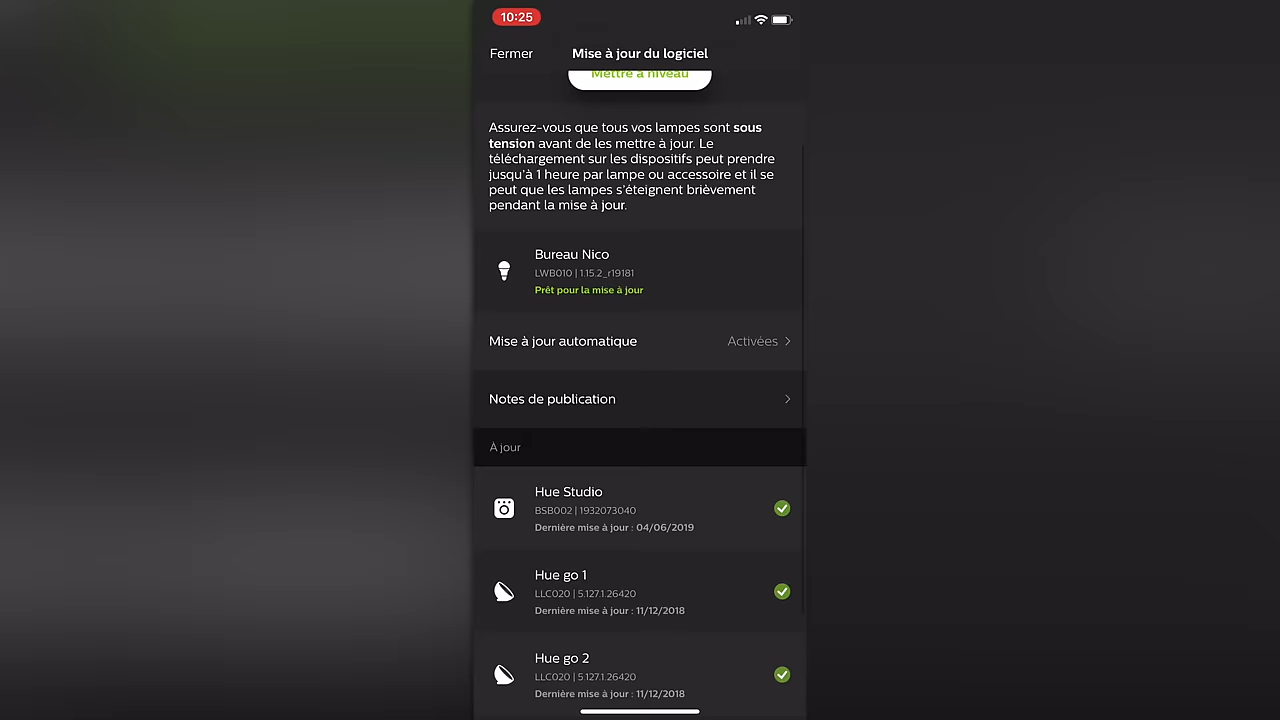 10:25
Fermer
Mise à jour du logiciel
Mettre à niveau
Assurez-vous que tous vos lampes sont sous
tension avant de les mettre à jour. Le
téléchargement sur les dispositifs peut prendre
jusqu'à 1 heure par lampe ou accessoire et il se
peut que les lampes s'éteignent brièvement
pendant la mise à jour.
Bureau Nico
LWB010 | 1.15.2_r19181
Prêt pour la mise à jour
Mise à jour automatique
Activées
Notes de publication
À jour
Hue Studio
BSB002 | 1932073040
Dernière mise à jour : 04/06/2019
Hue go 1
LLC020 | 5.127.1.26420
Dernière mise à jour : 11/12/2018
Hue go 2
LLC020 | 5.127.1.26420
Dernière mise à jour : 11/12/2018